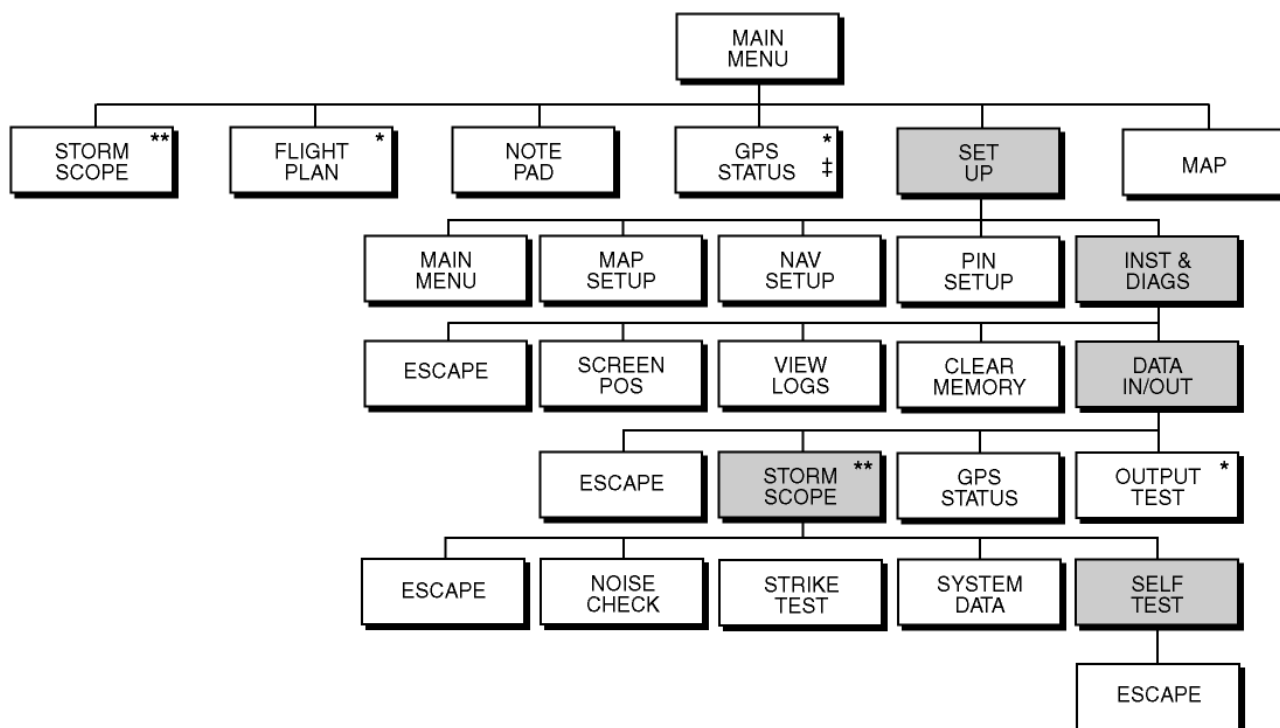 MAIN
MENU
STORM **
SCOPE
FLIGHT *
PLAN
NOTE
PAD
GPS *
STATUS ‡
SET
UP
MAP
MAIN
MENU
MAP
SETUP
NAV
SETUP
PIN
SETUP
INST &
DIAGS
ESCAPE
SCREEN
POS
VIEW
LOGS
CLEAR
MEMORY
DATA
IN/OUT
ESCAPE
STORM **
SCOPE
GPS
STATUS
OUTPUT *
TEST
ESCAPE
NOISE
CHECK
STRIKE
TEST
SYSTEM
DATA
SELF
TEST
ESCAPE